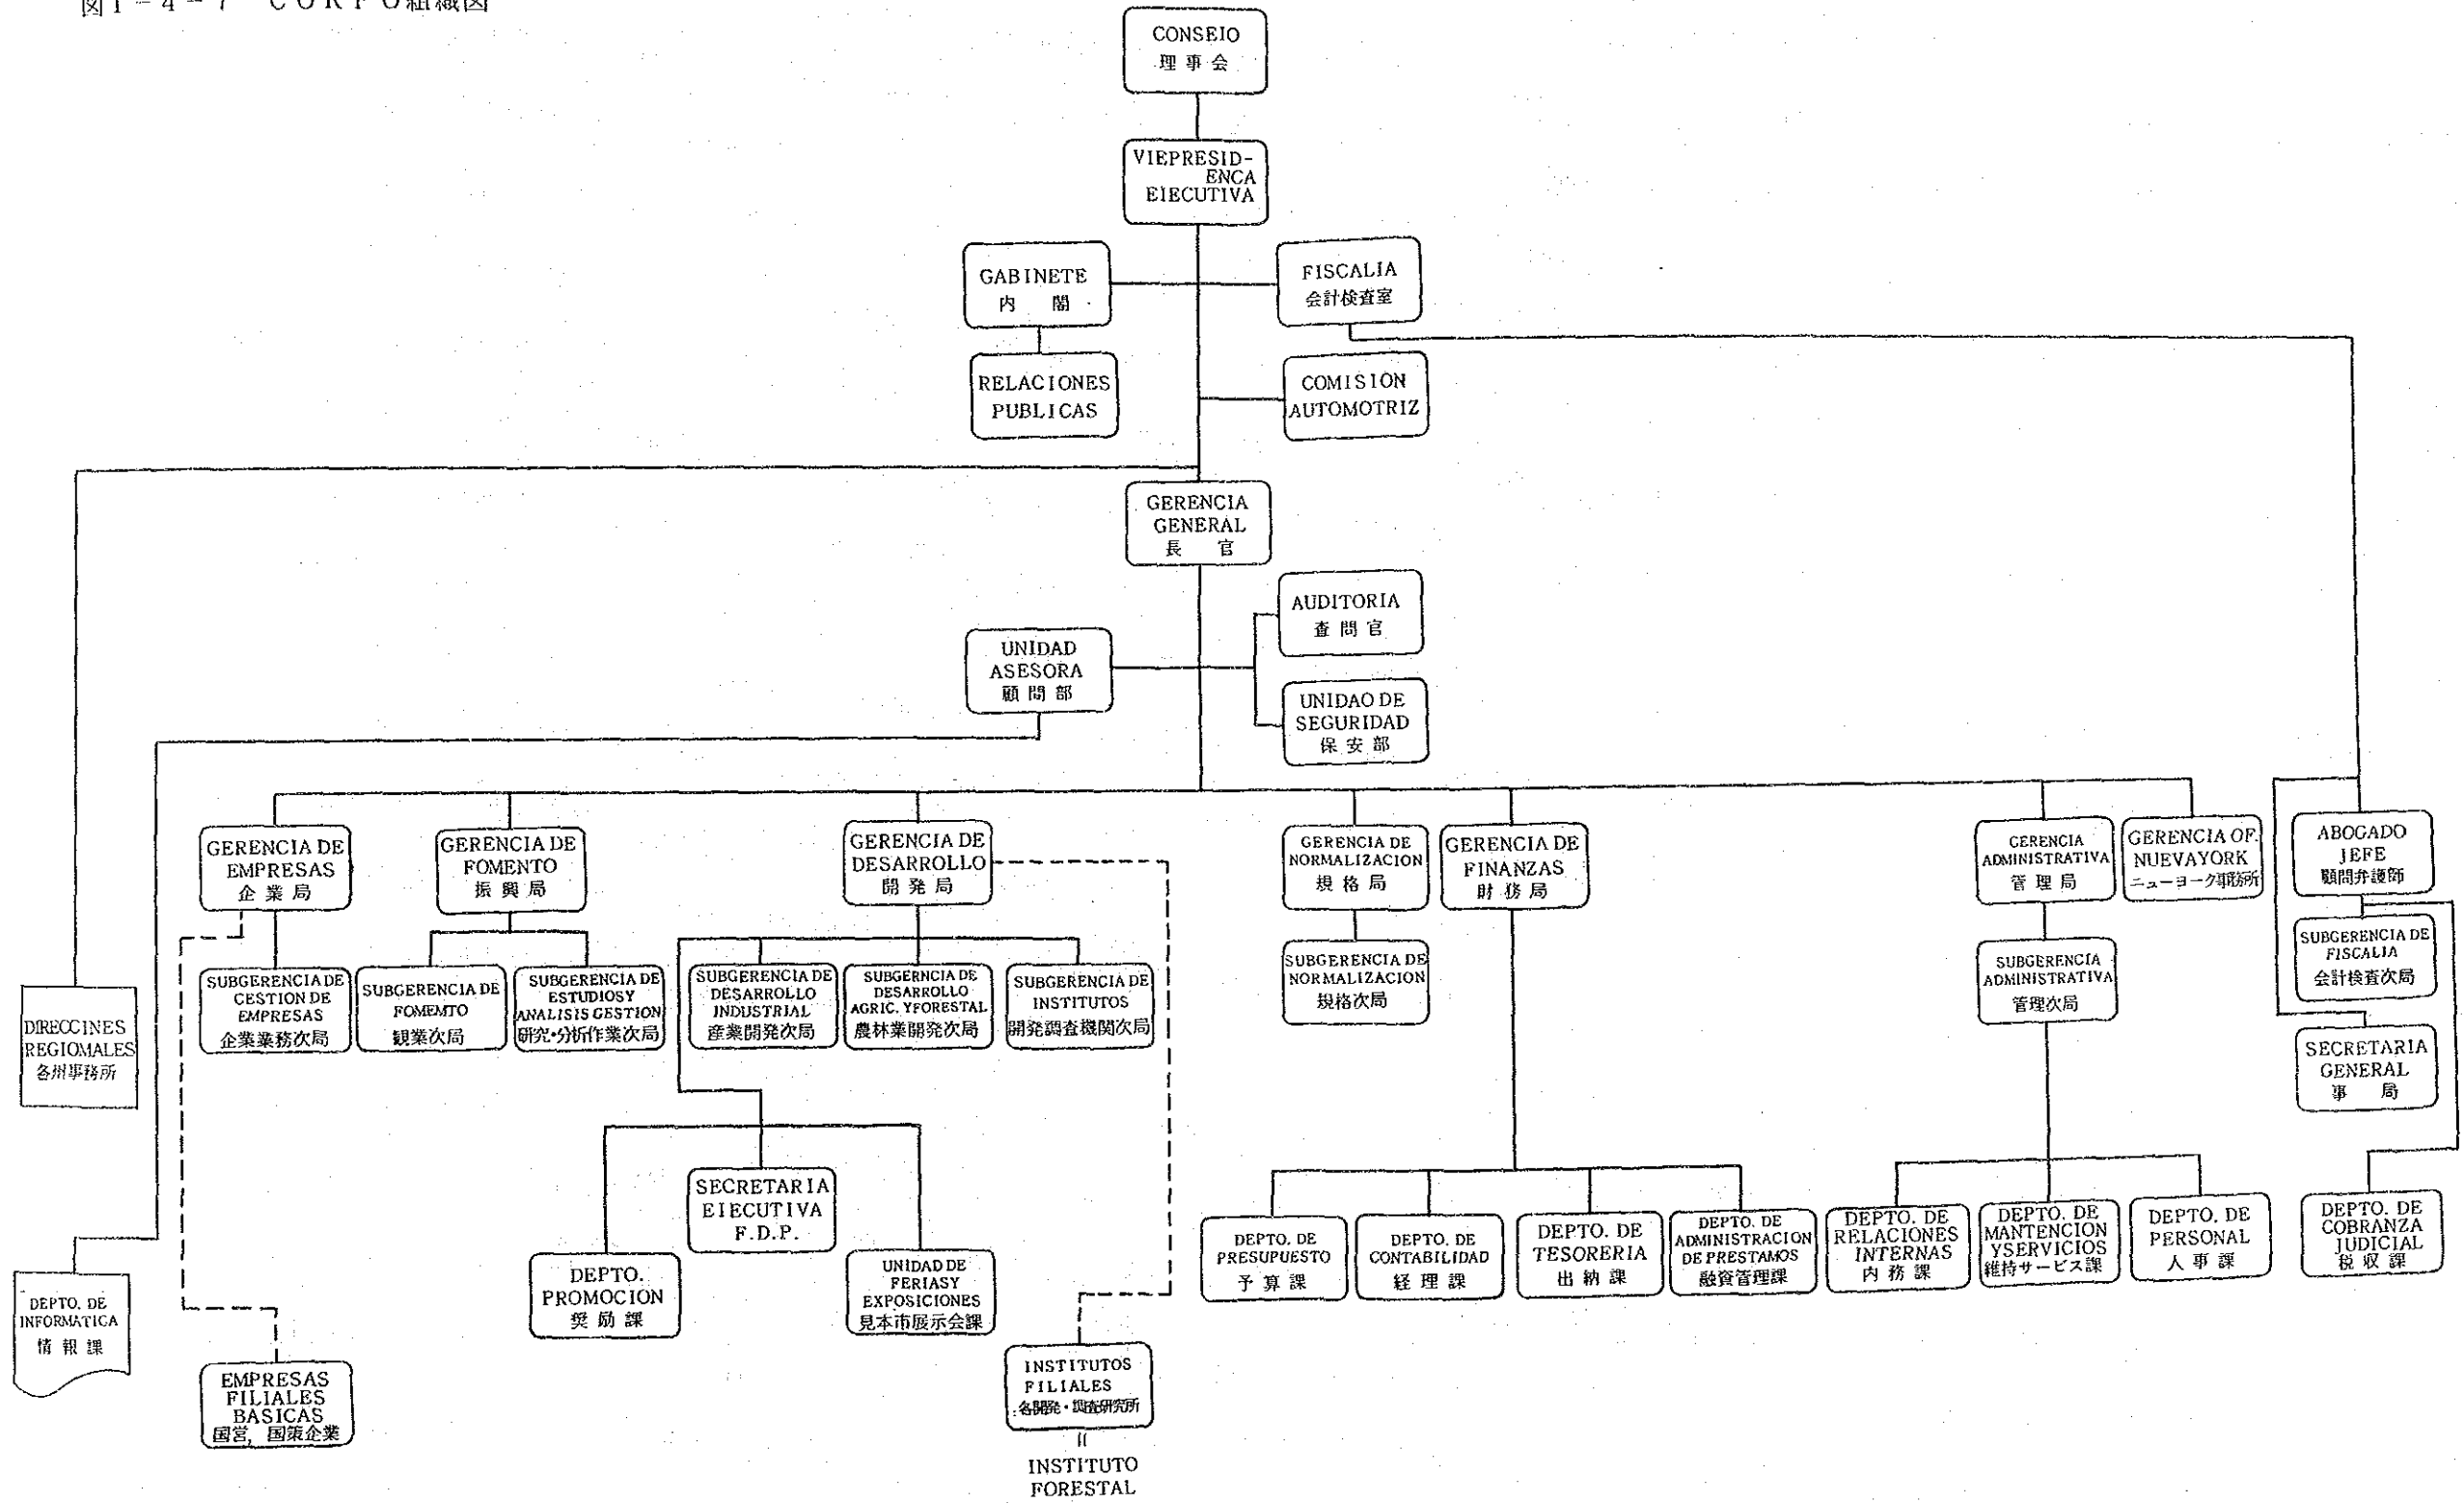 図1-4-7 CORFO組織図
CONSEIO
理事会
VIEPRESID-
ENCA
EIECUTIVA
GABINETE
内 閣
FISCALIA
会計検査室
RELACIONES
PUBLICAS
COMISION
AUTOMOTRIZ
GERENCIA
GENERAL
長 官
AUDITORIA
査問官
UNIDAD
ASESORA
顧問部
UNIDAO DE
SEGURIDAD
保安部
GERENCIA DE
EMPRESAS
企業局
GERENCIA DE
FOMENTO
振興局
GERENCIA DE
DESARROLLO
開発局
GERENCIA DE
NORMALIZACION
規格局
GERENCIA DE
FINANZAS
財務局
GERENCIA
ADMINISTRATIVA
管理局
GERENCIA OF.
NUEVAYORK
ニューヨーク事務所
ABOGADO
JEFE
顧問弁護師
SUBGERENCIA DE
GESTION DE
EMPRESAS
企業業務次局
SUBGERENCIA DE
FOMEMTO
観業次局
SUBGERENCIA DE
ESTUDIOSY
ANALISIS GESTION
研究・分析作業次局
SUBGERENCIA DE
DESARROLLO
INDUSTRIAL
産業開発次局
SUBGERNCIA DE
DESARROLLO
AGRIC. YFORESTAL
農林業開発次局
SUBGERENCIA DE
INSTITUTOS
開発調査機関次局
SUBGERENCIA DE
NORMALIZACION
規格次局
SUBGERENCIA
ADMINISTRATIVA
管理次局
SUBGERENCIA DE
FISCALIA
会計検査次局
DIRECCINES
REGIOMALES
各州事務所
SECRETARIA
GENERAL
事 局
SECRETARIA
EIECUTIVA
F.D.P.
DEPTO.
PROMOCION
奨励課
UNIDAD DE
FERIASY
EXPOSICIONES
見本市展示会課
DEPTO. DE
PRESUPUESTO
予算課
DEPTO. DE
CONTABILIDAD
経理課
DEPTO. DE
TESORERIA
出納課
DEPTO. DE
ADMINISTRACION
DE PRESTAMOS
融資管理課
DEPTO. DE
RELACIONES
INTERNAS
内務課
DEPTO. DE
MANTENCION
YSERVICIOS
維持サービス課
DEPTO. DE
PERSONAL
人事課
DEPTO. DE
COBRANZA
JUDICIAL
税収課
DEPTO. DE
INFORMATICA
情報課
EMPRESAS
FILIALES
BASICAS
国営，国策企業
INSTITUTOS
FILIALES
各開発・調査研究所
INSTITUTO
FORESTAL